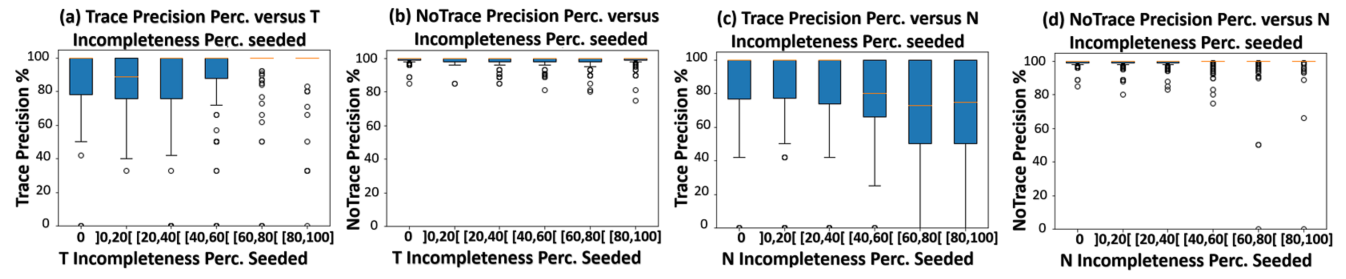 (a) Trace Precision Perc. versus T
Incompleteness Perc. seeded
Trace Precision %
100
80
60
40
20
0
0 ]0,20[ [20,40[ [40,60[ [60,80[ [80,100]
T Incompleteness Perc. Seeded
(b) NoTrace Precision Perc. versus
Incompleteness Perc. seeded
NoTrace Precision %
100
80
60
40
20
0
0 ]0,20[ [20,40[ [40,60[ [60,80[ [80,100]
T Incompleteness Perc. Seeded
(c) Trace Precision Perc. versus N
Incompleteness Perc. seeded
Trace Precision %
100
80
60
40
20
0
0 ]0,20[ [20,40[ [40,60[ [60,80[ [80,100]
N Incompleteness Perc. Seeded
(d) NoTrace Precision Perc. versus N
Incompleteness Perc. seeded
NoTrace Precision %
100
80
60
40
20
0
0 ]0,20[ [20,40[ [40,60[ [60,80[ [80,100]
N Incompleteness Perc. Seeded